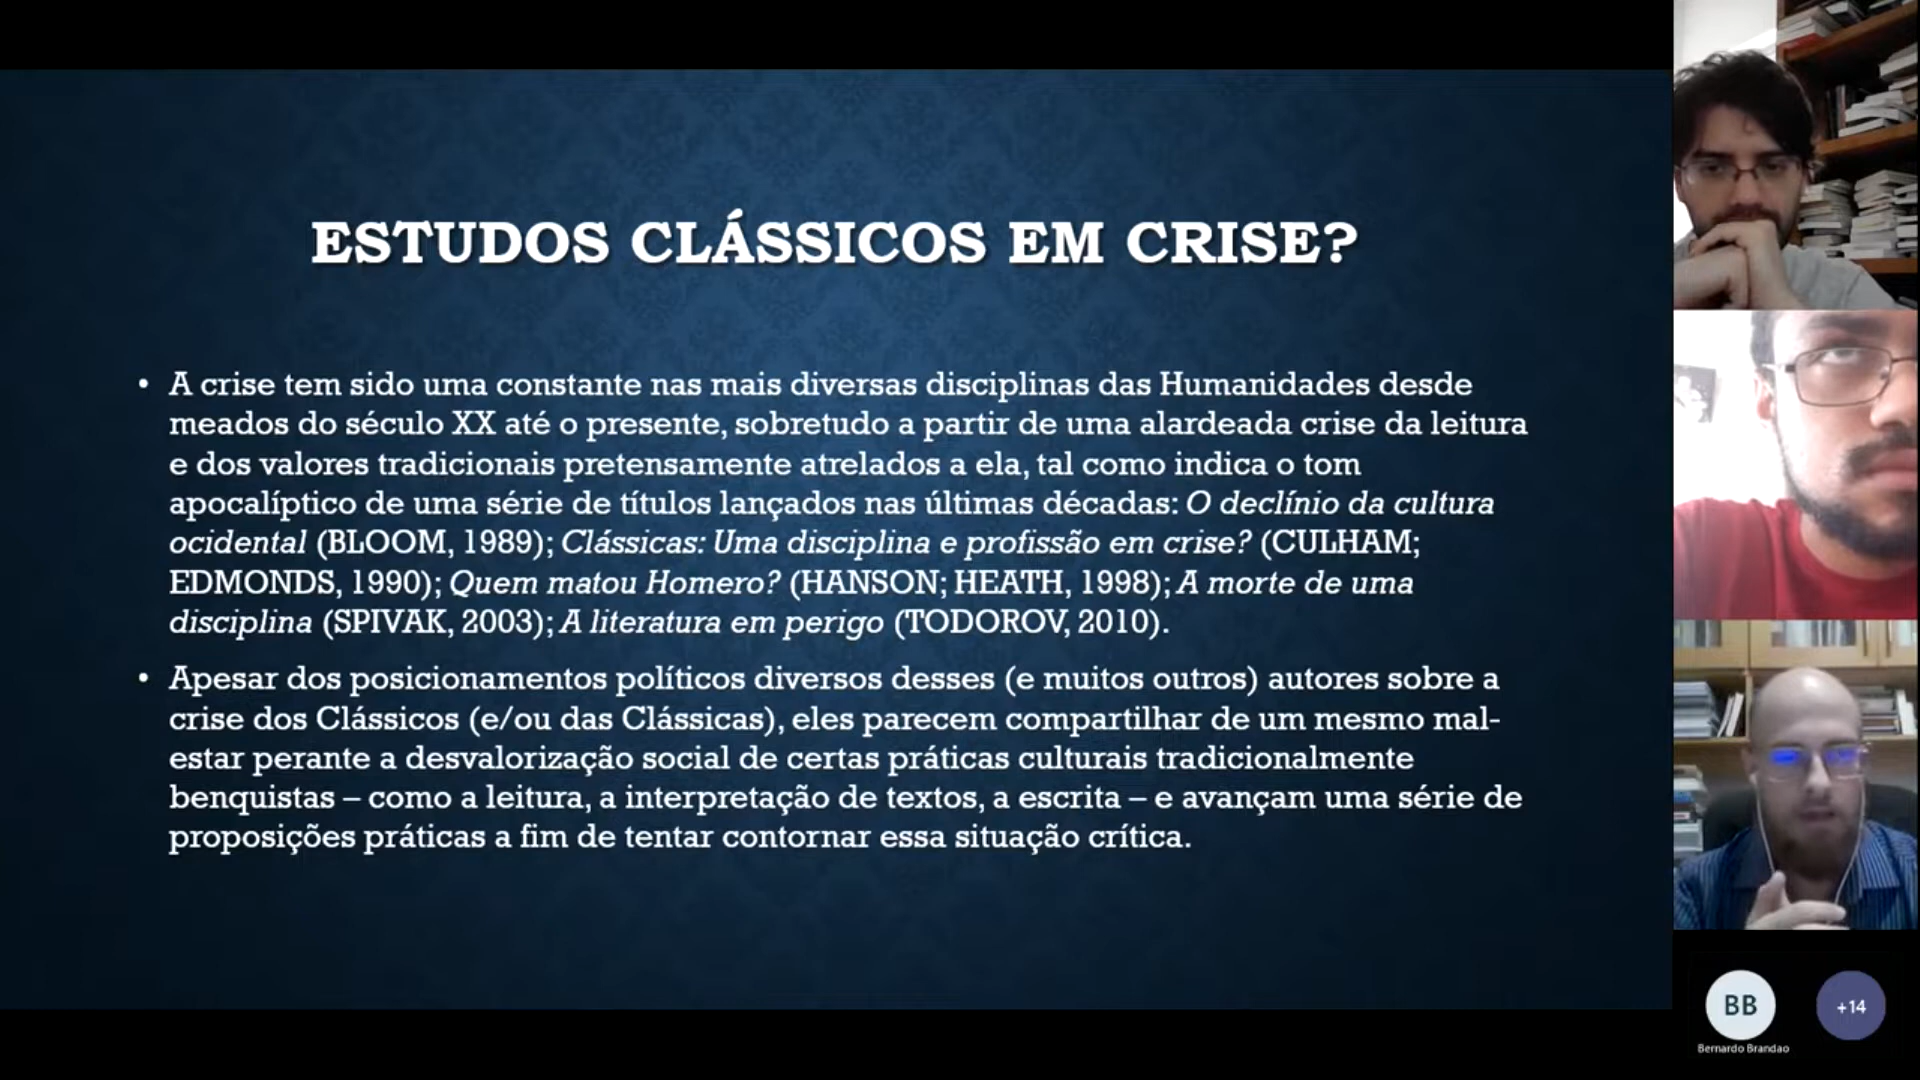 ESTUDOS CLÁSSICOS EM CRISE?
• A crise tem sido uma constante nas mais diversas disciplinas das Humanidades desde
meados do século XX até o presente, sobretudo a partir de uma alardeada crise da leitura
e dos valores tradicionais pretensamente atrelados a ela, tal como indica o tom
apocalíptico de uma série de títulos lançados nas últimas décadas: O declínio da cultura
ocidental (BLOOM, 1989); Clássicas: Uma disciplina e profissão em crise? (CULHAM;
EDMONDS, 1990); Quem matou Homero? (HANSON; HEATH, 1998); A morte de uma
disciplina (SPIVAK, 2003); A literatura em perigo (TODOROV, 2010).
• Apesar dos posicionamentos políticos diversos desses (e muitos outros) autores sobre a
crise dos Clássicos (e/ou das Clássicas), eles parecem compartilhar de um mesmo mal-
estar perante a desvalorização social de certas práticas culturais tradicionalmente
benquistas – como a leitura, a interpretação de textos, a escrita – e avançam uma série de
proposições práticas a fim de tentar contornar essa situação crítica.
BB
+14
Bernardo Brandao